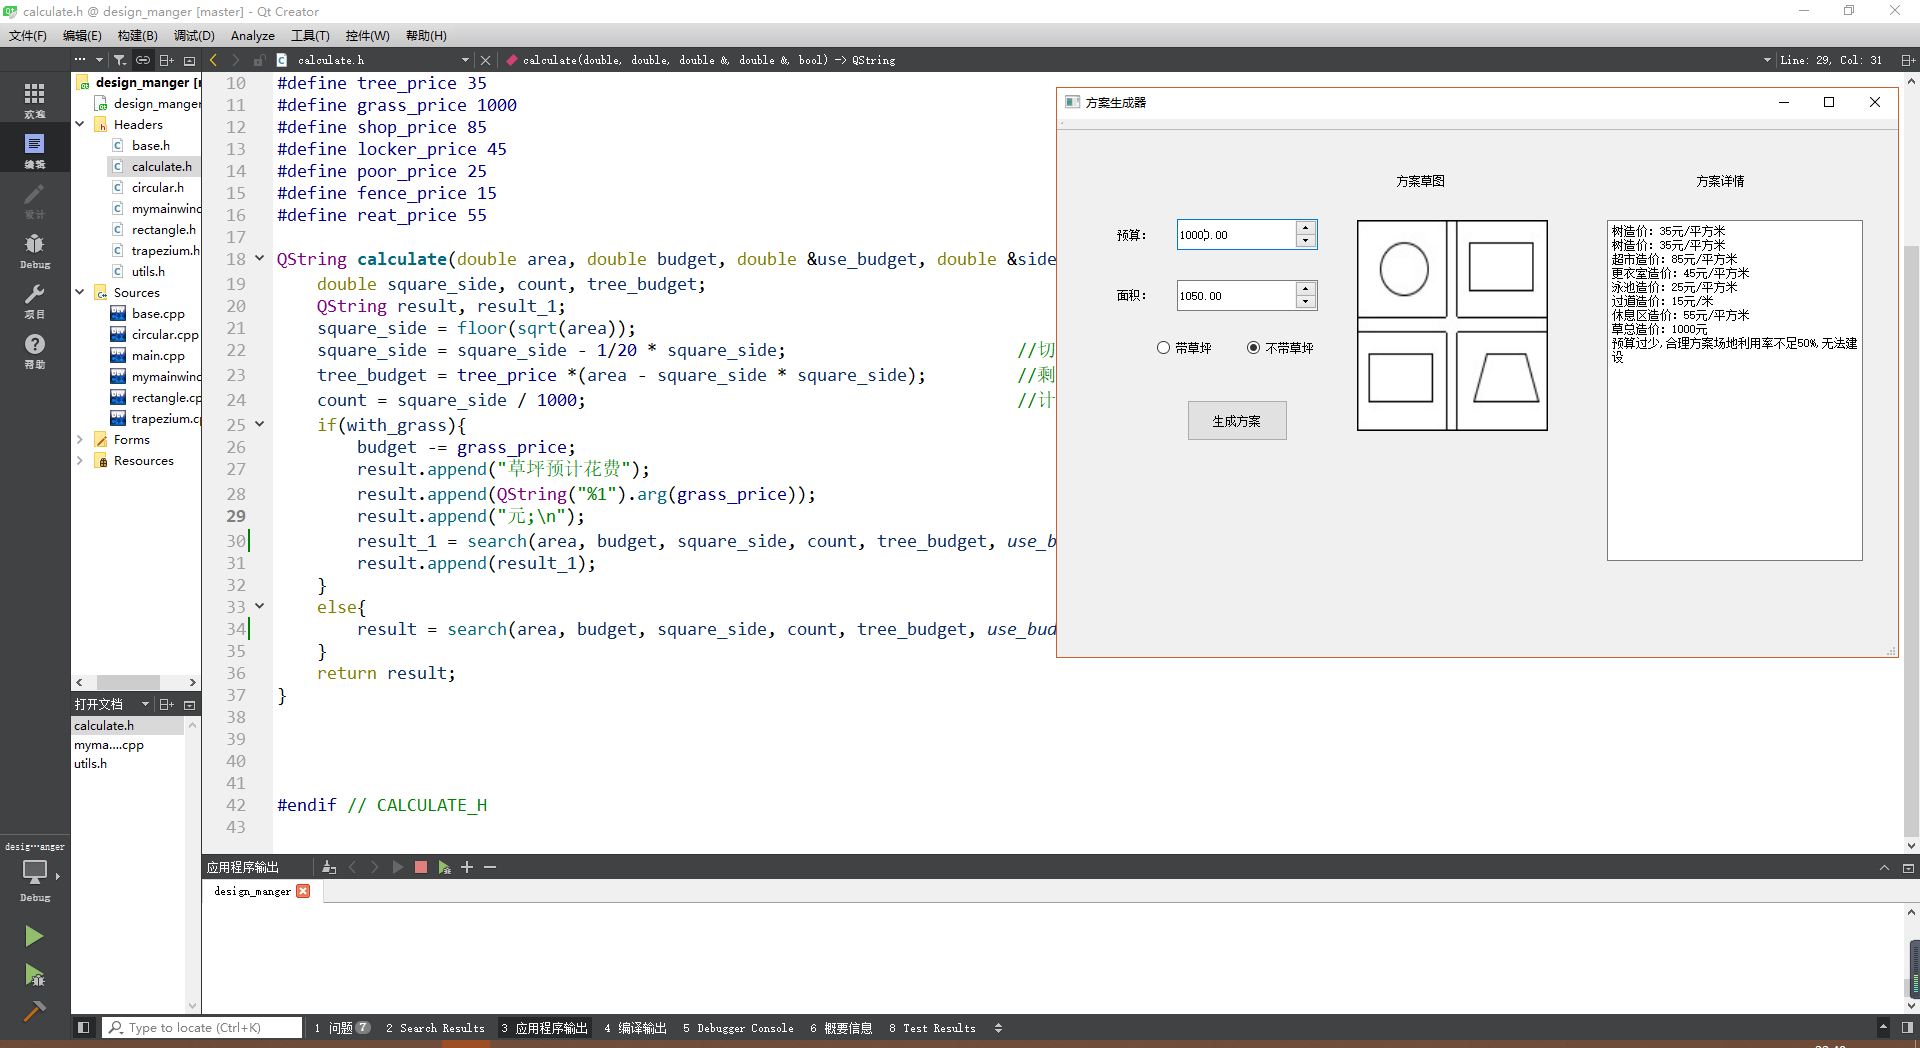 calculate.h @ design_manger [master] - Qt Creator
文件(F) 编辑(E) 构建(B) 调试(D) Analyze 工具(T) 控件(W) 帮助(H)
calculate.h
calculate(double, double, double &, double &, bool) -> QString
Line: 29, Col: 31
欢迎
编辑
设计
Debug
项目
帮助
design_manger [
design_manger
Headers
base.h
calculate.h
circular.h
mymainwinc
rectangle.h
trapezium.h
utils.h
Sources
base.cpp
circular.cpp
main.cpp
mymainwinc
rectangle.cp
trapezium.cp
Forms
Resources
打开文档
calculate.h
myma....cpp
utils.h
10 #define tree_price 35
11 #define grass_price 1000
12 #define shop_price 85
13 #define locker_price 45
14 #define poor_price 25
15 #define fence_price 15
16 #define reat_price 55
17
18 QString calculate(double area, double budget, double &use_budget, double &side
19 double square_side, count, tree_budget;
20 QString result, result_1;
21 square_side = floor(sqrt(area));
22 square_side = square_side - 1/20 * square_side; //切
23 tree_budget = tree_price *(area - square_side * square_side); //剩
24 count = square_side / 1000; //计
25 if(with_grass){
26 budget -= grass_price;
27 result.append("草坪预计花费");
28 result.append(QString("%1").arg(grass_price));
29 result.append("元;\n");
30 result_1 = search(area, budget, square_side, count, tree_budget, use_b
31 result.append(result_1);
32 }
33 else{
34 result = search(area, budget, square_side, count, tree_budget, use_bud
35 }
36 return result;
37 }
38
39
40
41
42 #endif // CALCULATE_H
43
方案生成器
方案草图
方案详情
预算: 10000.00
面积: 1050.00
带草坪 不带草坪
生成方案
树造价: 35元/平方米
树造价: 35元/平方米
超市造价: 85元/平方米
更衣室造价: 45元/平方米
泳池造价: 25元/平方米
过道造价: 15元/米
休息区造价: 55元/平方米
草总造价: 1000元
预算过少,合理方案场地利用率不足50%,无法建
设
desig···anger
Debug
应用程序输出
design_manger
Type to locate (Ctrl+K)
1 问题 7 2 Search Results 3 应用程序输出 4 编译输出 5 Debugger Console 6 概要信息 8 Test Results